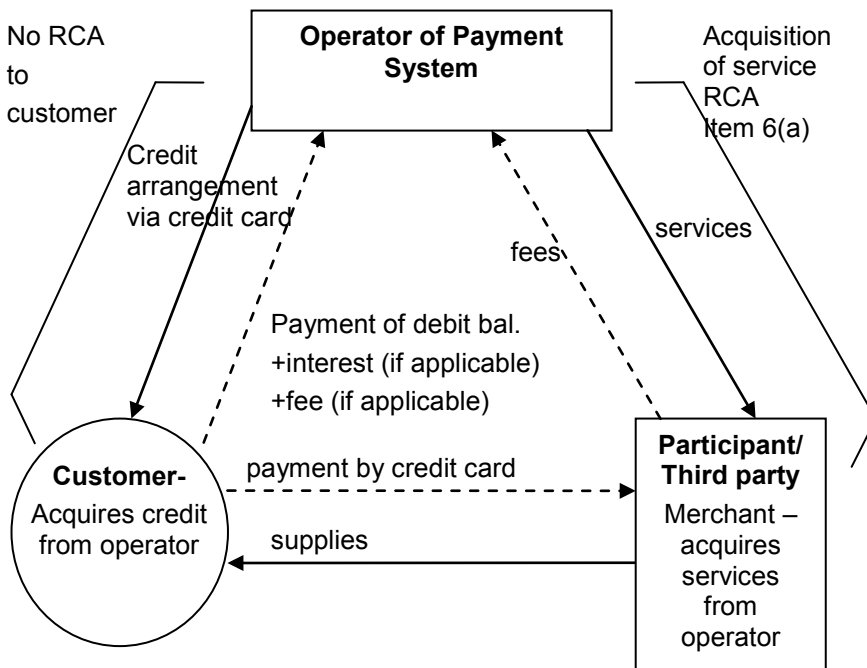 No RCA
to
customer
Operator of Payment
System
Acquisition
of service
RCA
Item 6(a)
Credit
arrangement
via credit card
services
fees
Payment of debit bal.
+interest (if applicable)
+fee (if applicable)
Customer-
Acquires credit
from operator
payment by credit card
supplies
Participant/
Third party
Merchant –
acquires
services
from
operator